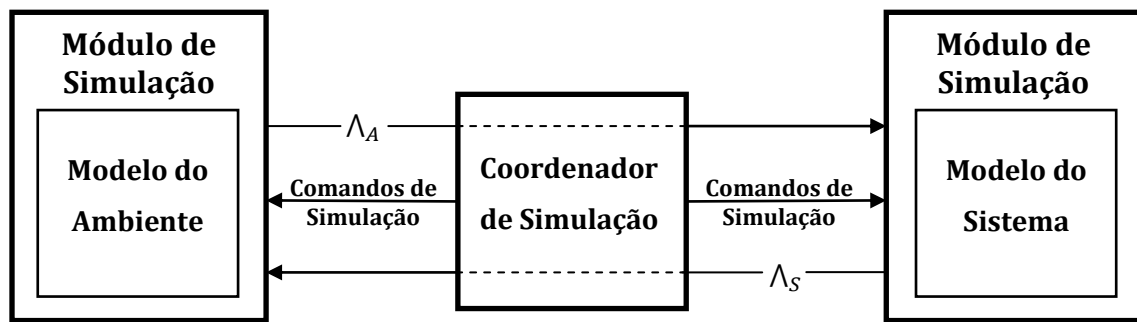 Módulo de
Simulação
Modelo do
Ambiente
Λ_A
Comandos de
Simulação
Coordenador
de Simulação
Comandos de
Simulação
Λ_S
Módulo de
Simulação
Modelo do
Sistema